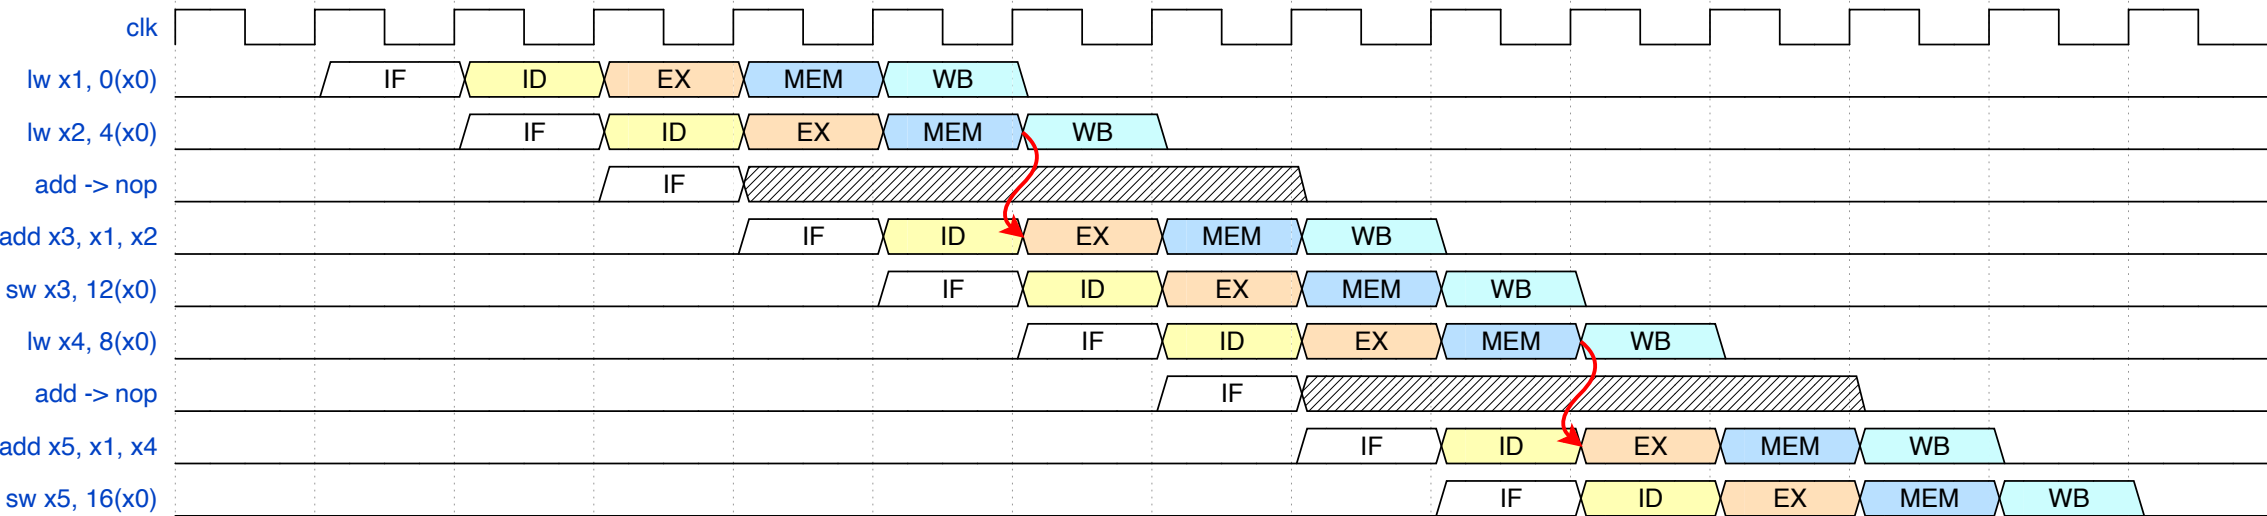 clk
lw x1, 0(x0) IF ID EX MEM WB
lw x2, 4(x0) IF ID EX MEM WB
add -> nop IF
add x3, x1, x2 IF ID EX MEM WB
sw x3, 12(x0) IF ID EX MEM WB
lw x4, 8(x0) IF ID EX MEM WB
add -> nop IF
add x5, x1, x4 IF ID EX MEM WB
sw x5, 16(x0) IF ID EX MEM WB